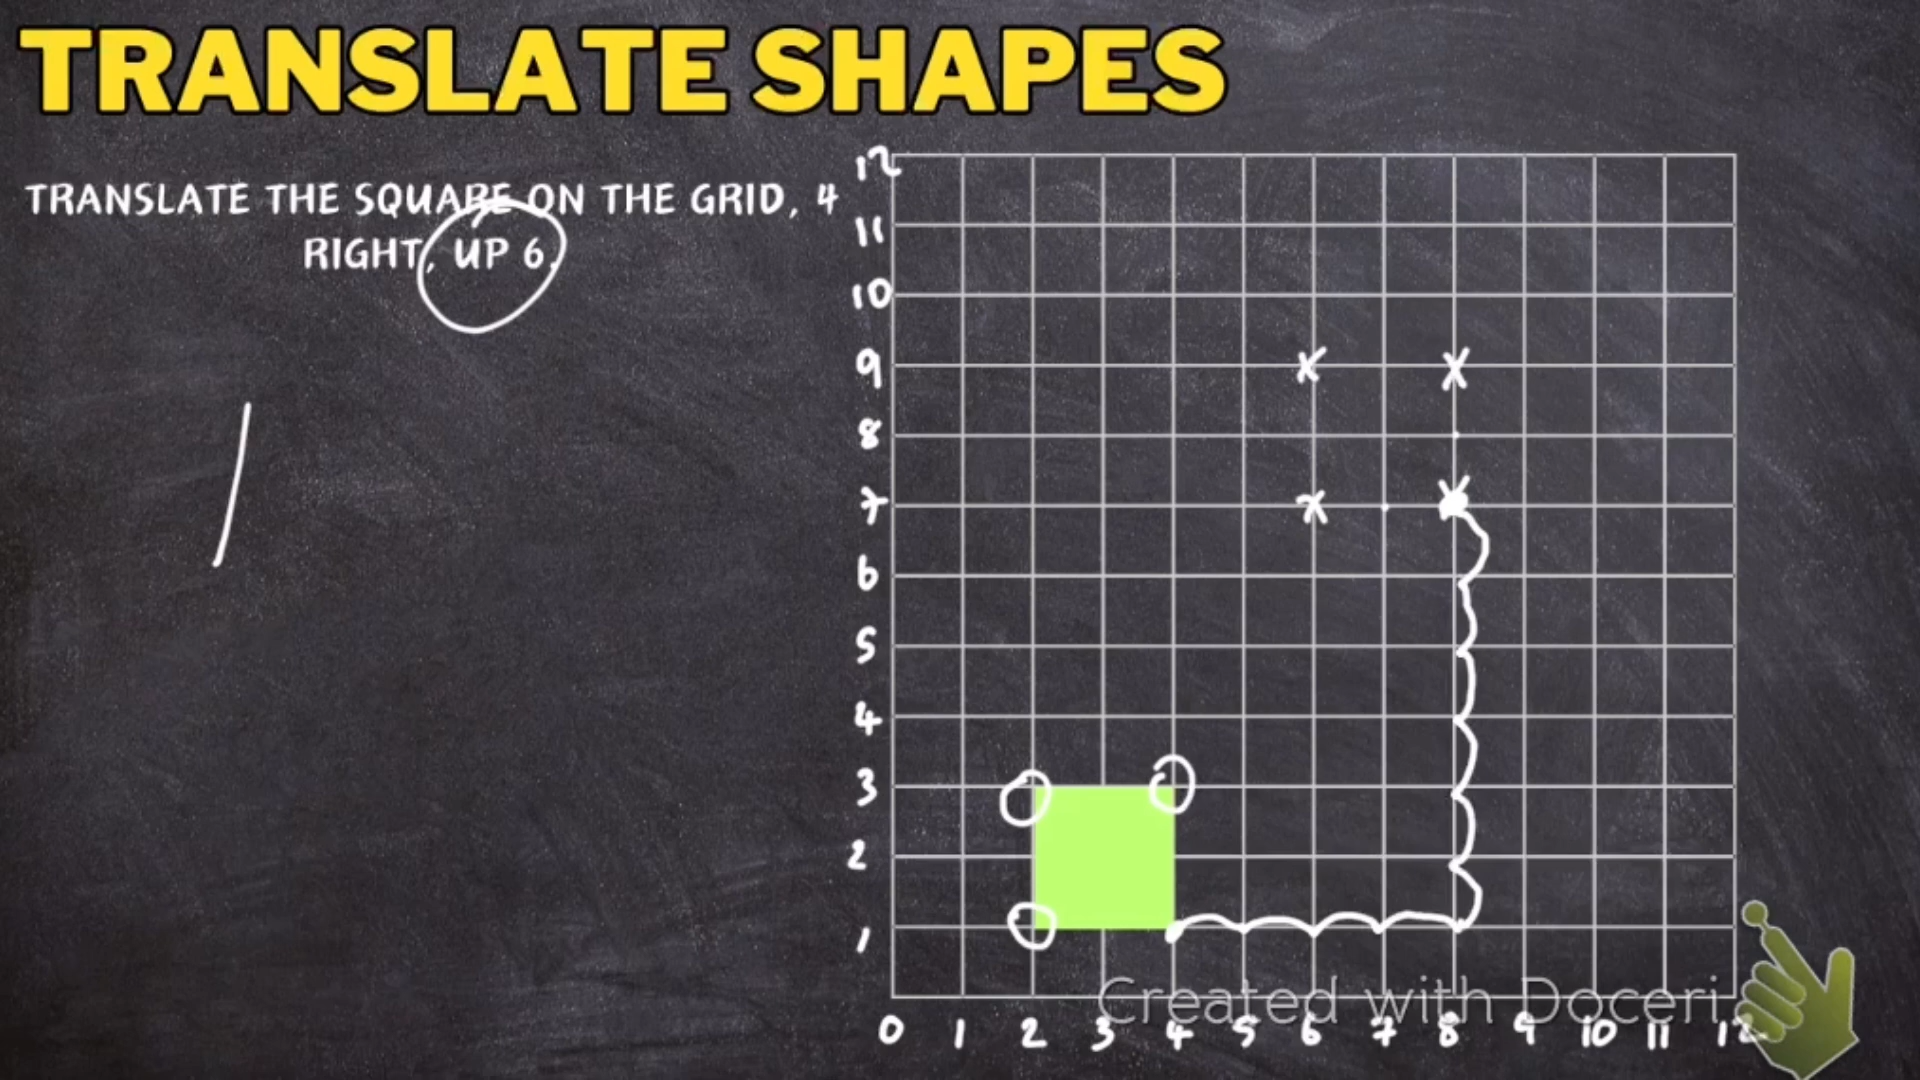 TRANSLATE SHAPES
TRANSLATE THE SQUARE ON THE GRID, 4
RIGHT, UP 6.
12
11
10
9
8
7
6
5
4
3
2
1
Created with Doceri
0 1 2 3 4 5 6 7 8 9 10 11 12